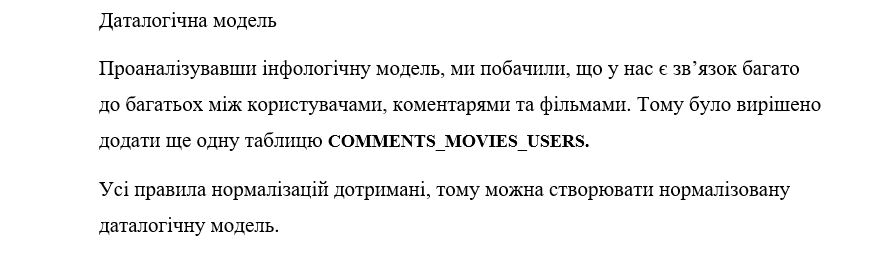 Даталогічна модель
Проаналізувавши інфологічну модель, ми побачили, що у нас є зв’язок багато
до багатьох між користувачами, коментарями та фільмами. Тому було вирішено
додати ще одну таблицю COMMENTS_MOVIES_USERS.
Усі правила нормалізацій дотримані, тому можна створювати нормалізовану
даталогічну модель.